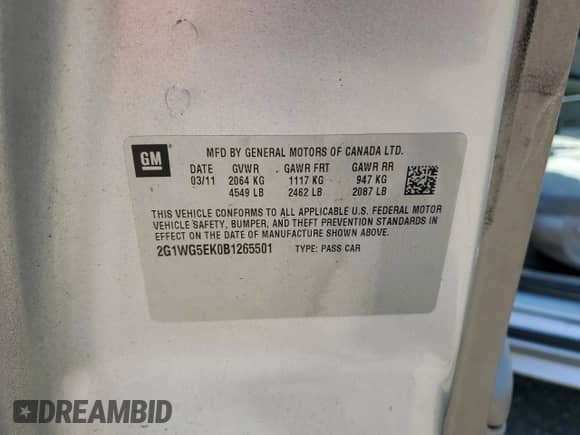 GM
MFD BY GENERAL MOTORS OF CANADA LTD.
DATE GVWR GAWR FRT GAWR RR
03/11 2064 KG 1117 KG 947 KG
4549 LB 2462 LB 2087 LB
THIS VEHICLE CONFORMS TO ALL APPLICABLE U.S. FEDERAL MOTOR
VEHICLE SAFETY, BUMPER, AND THEFT PREVENTION STANDARDS IN
EFFECT ON THE DATE OF MANUFACTURE SHOWN ABOVE.
2G1WG5EK0B1265501 TYPE: PASS CAR
DREAMBID